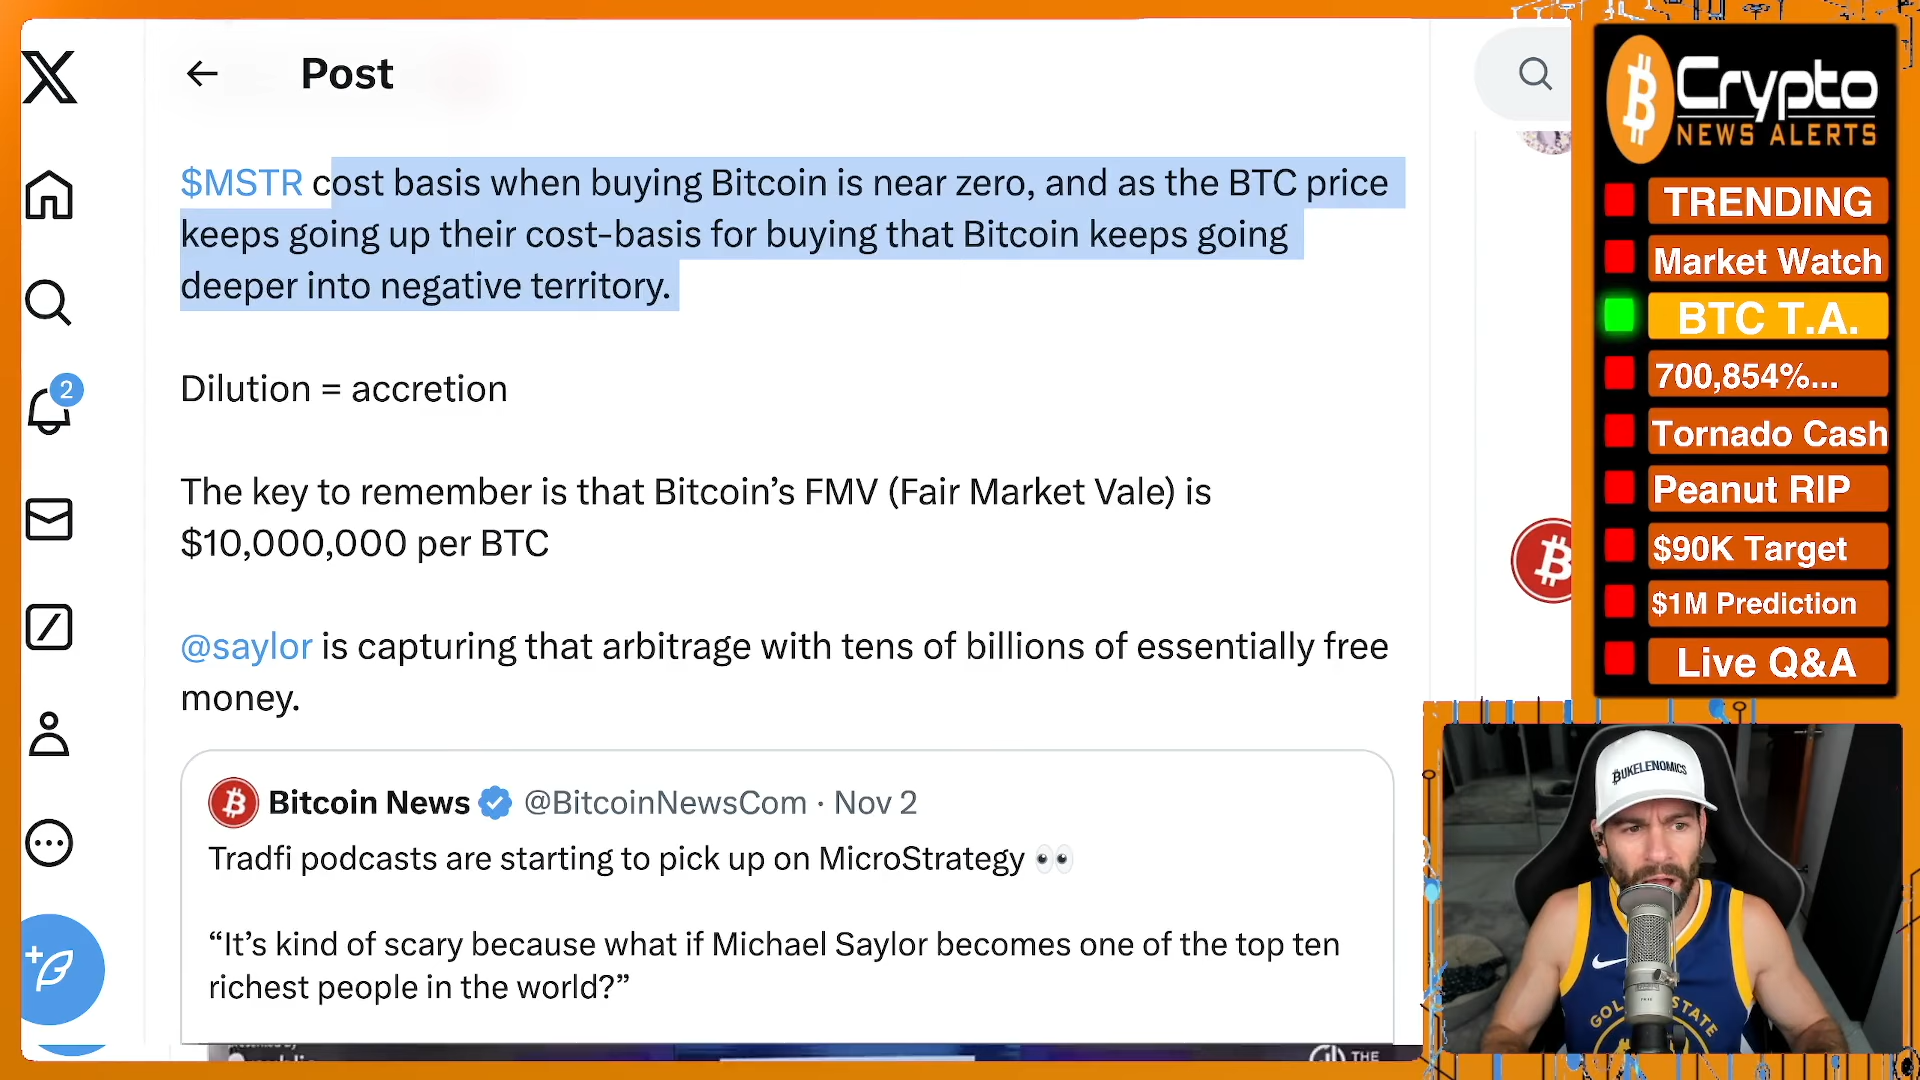 Post
$MSTR cost basis when buying Bitcoin is near zero, and as the BTC price
keeps going up their cost-basis for buying that Bitcoin keeps going
deeper into negative territory.
Dilution = accretion
The key to remember is that Bitcoin’s FMV (Fair Market Vale) is
$10,000,000 per BTC
@saylor is capturing that arbitrage with tens of billions of essentially free
money.
2
Bitcoin News @BitcoinNewsCom · Nov 2
Tradfi podcasts are starting to pick up on MicroStrategy 👀
“It’s kind of scary because what if Michael Saylor becomes one of the top ten
richest people in the world?”
THE
Crypto
NEWS ALERTS
TRENDING
Market Watch
BTC T.A.
700,854%...
Tornado Cash
Peanut RIP
$90K Target
$1M Prediction
Live Q&A
BUKELENOMICS
GOLDEN STATE